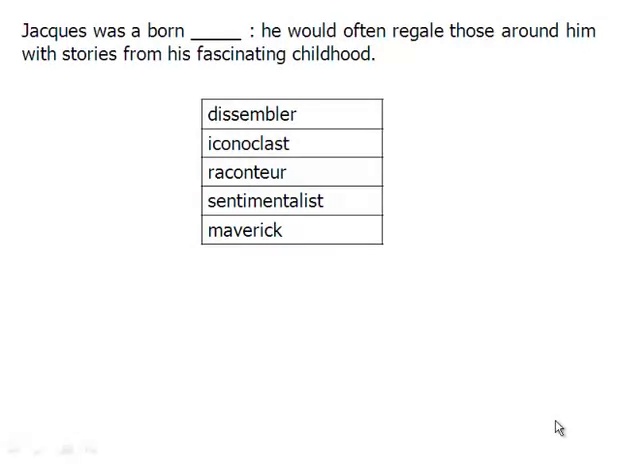 Jacques was a born _____ : he would often regale those around him
with stories from his fascinating childhood.
dissembler
iconoclast
raconteur
sentimentalist
maverick